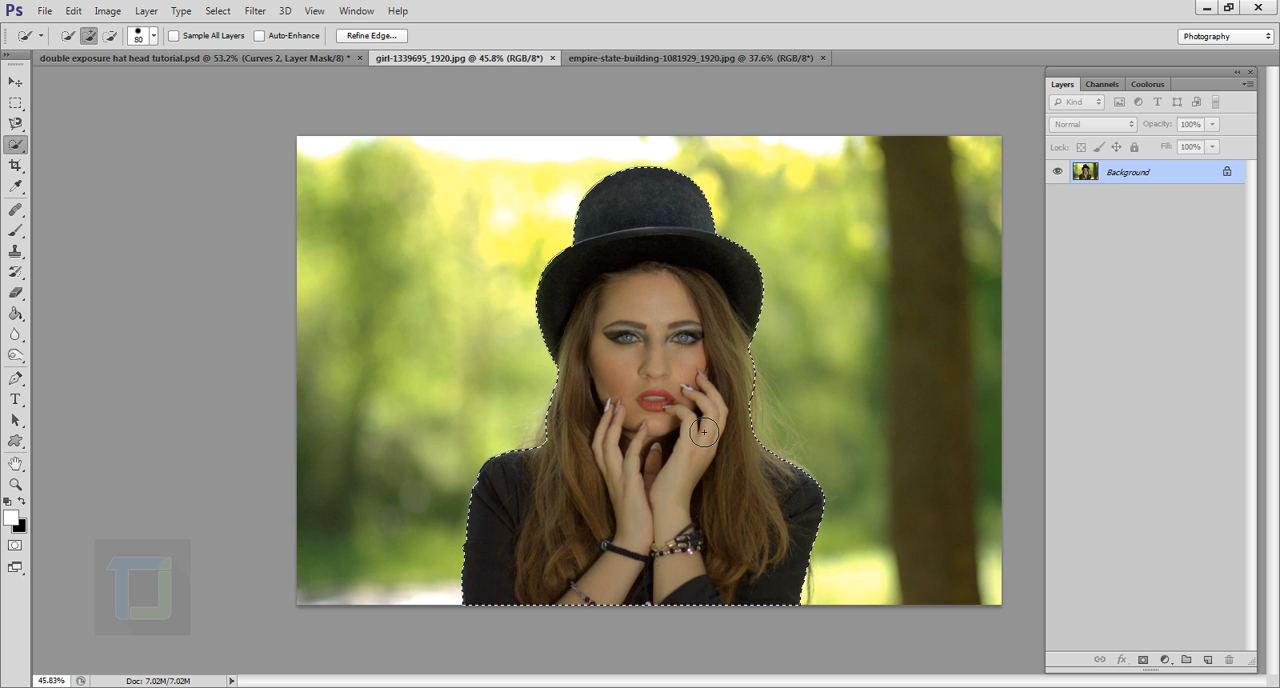 Ps File Edit Image Layer Type Select Filter 3D View Window Help
80 Sample All Layers Auto-Enhance Refine Edge... Photography
double exposure hat head tutorial.psd @ 53.2% (Curves 2, Layer Mask/8) * × girl-1339695_1920.jpg @ 45.8% (RGB/8*) × empire-state-building-1081929_1920.jpg @ 37.6% (RGB/8*) ×
Layers Channels Coolorus
Kind
Normal Opacity: 100%
Lock: Fill: 100%
Background
45.83% Doc: 7.02M/7.02M